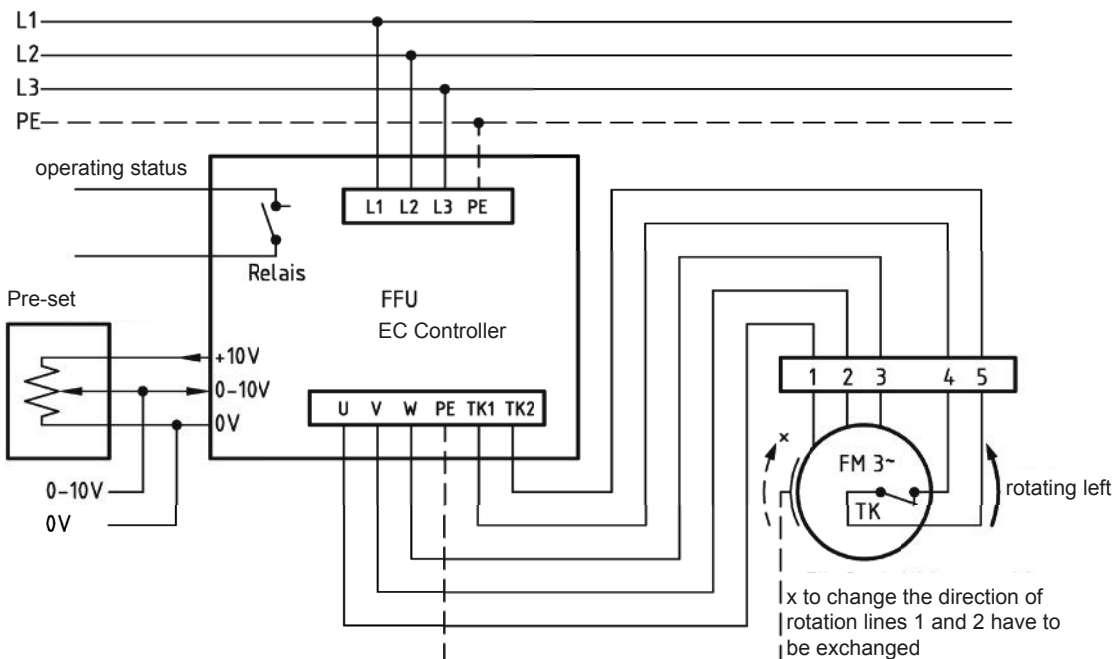 L1
L2
L3
PE
operating status
L1 L2 L3 PE
Relais
Pre-set
FFU
EC Controller
+10V
0-10V
0V
U V W PE TK1 TK2
1 2 3 4 5
x
FM 3~
TK
rotating left
0-10V
0V
x to change the direction of
rotation lines 1 and 2 have to
be exchanged